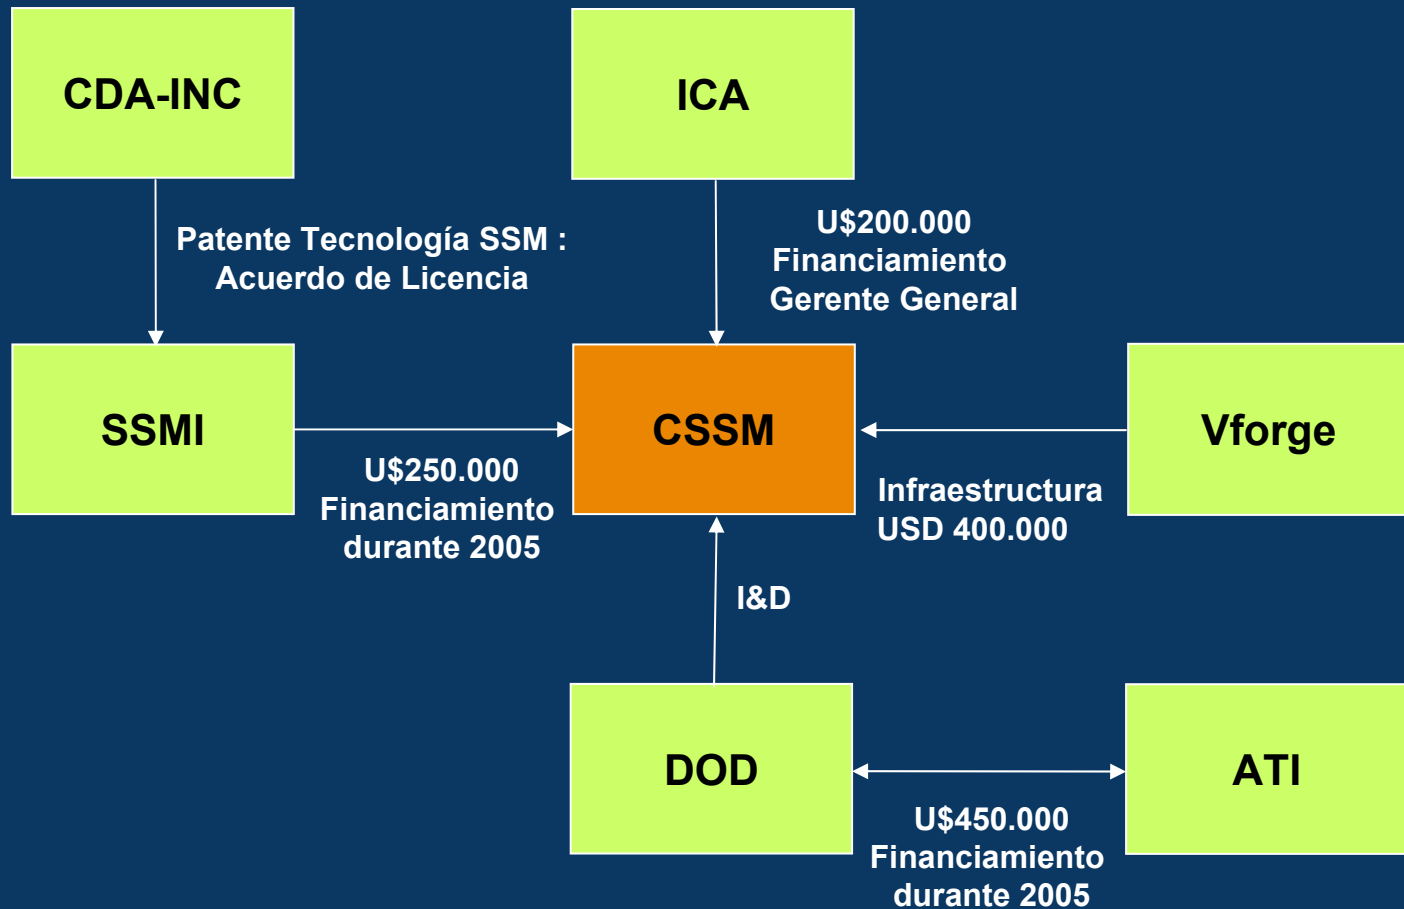 CDA-INC
ICA
Patente Tecnología SSM :
Acuerdo de Licencia
U$200.000
Financiamiento
Gerente General
SSMI
CSSM
Vforge
U$250.000
Financiamiento
durante 2005
Infraestructura
USD 400.000
I&D
DOD
ATI
U$450.000
Financiamiento
durante 2005